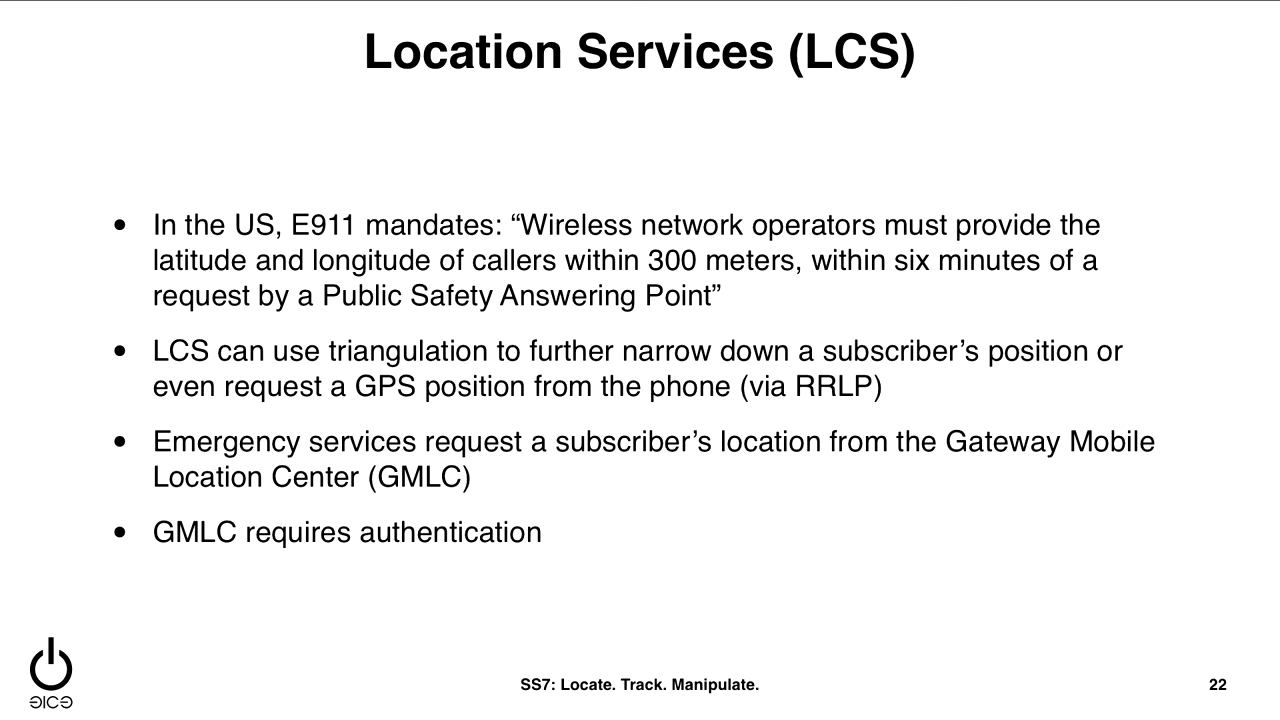 Location Services (LCS)
• In the US, E911 mandates: “Wireless network operators must provide the
latitude and longitude of callers within 300 meters, within six minutes of a
request by a Public Safety Answering Point”
• LCS can use triangulation to further narrow down a subscriber’s position or
even request a GPS position from the phone (via RRLP)
• Emergency services request a subscriber’s location from the Gateway Mobile
Location Center (GMLC)
• GMLC requires authentication
SS7: Locate. Track. Manipulate.
22